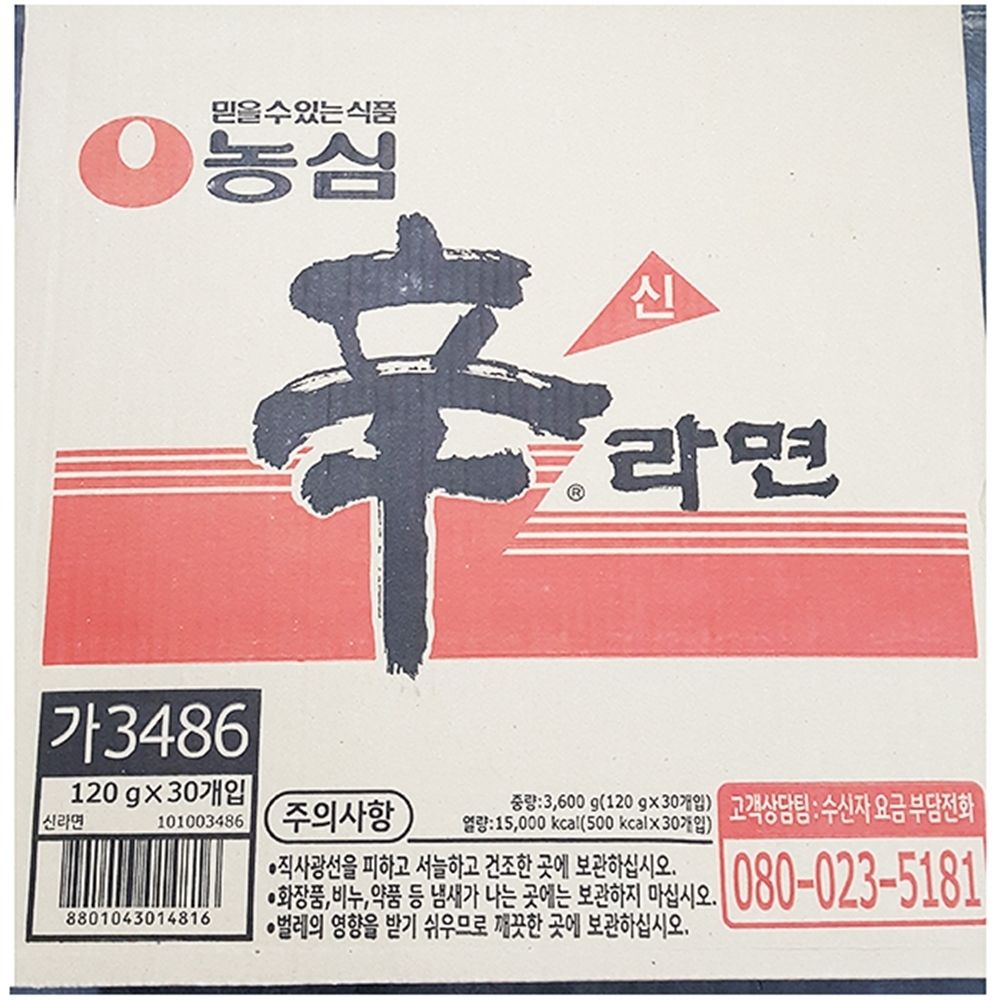 믿을수있는식품
농심
신
辛
라면
®
가3486
120 g×30개입
신라면 101003486
8801043014816
주의사항
중량:3,600 g(120 g×30개입)
열량:15,000 kcal(500 kcal×30개입)
•직사광선을 피하고 서늘하고 건조한 곳에 보관하십시오.
•화장품,비누,약품 등 냄새가 나는 곳에는 보관하지 마십시오.
•벌레의 영향을 받기 쉬우므로 깨끗한 곳에 보관하십시오.
고객상담팀:수신자 요금 부담전화
080-023-5181